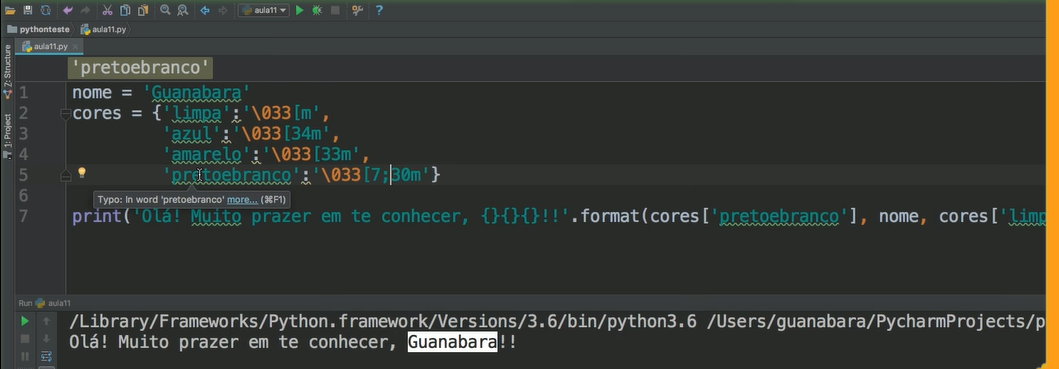 aula11
pythonteste
aula11.py
aula11.py
Z: Structure
1: Project
'pretoebranco'
1 nome = 'Guanabara'
2 cores = {'limpa':'\033[m',
3 'azul':'\033[34m',
4 'amarelo':'\033[33m',
5 'pretoebranco':'\033[7;30m'}
Typo: In word 'pretoebranco' more... (⌘F1)
6
7 print('Olá! Muito prazer em te conhecer, {}{}{}!!'.format(cores['pretoebranco'], nome, cores['limp
Run aula11
/Library/Frameworks/Python.framework/Versions/3.6/bin/python3.6 /Users/guanabara/PycharmProjects/p
Olá! Muito prazer em te conhecer, Guanabara!!